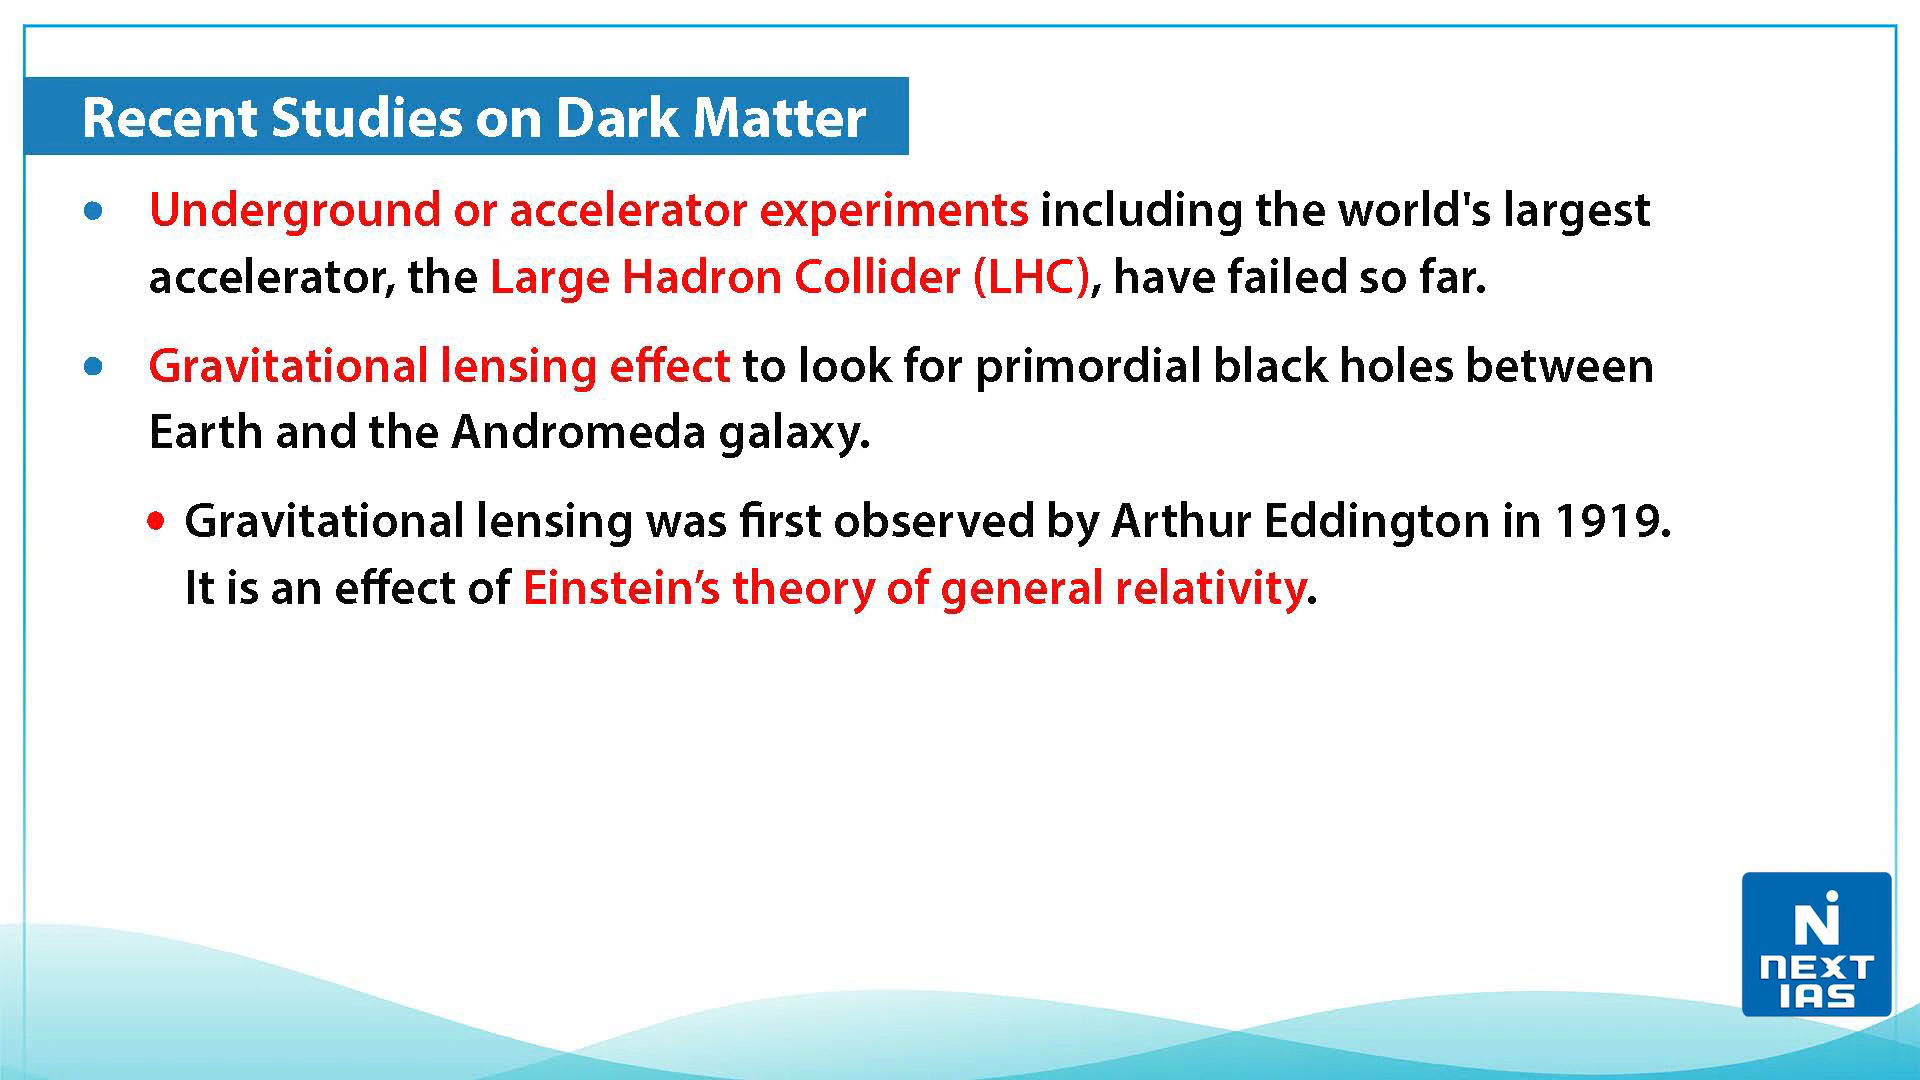 Recent Studies on Dark Matter
• Underground or accelerator experiments including the world's largest
accelerator, the Large Hadron Collider (LHC), have failed so far.
• Gravitational lensing effect to look for primordial black holes between
Earth and the Andromeda galaxy.
• Gravitational lensing was first observed by Arthur Eddington in 1919.
It is an effect of Einstein’s theory of general relativity.
N
NEXT
IAS